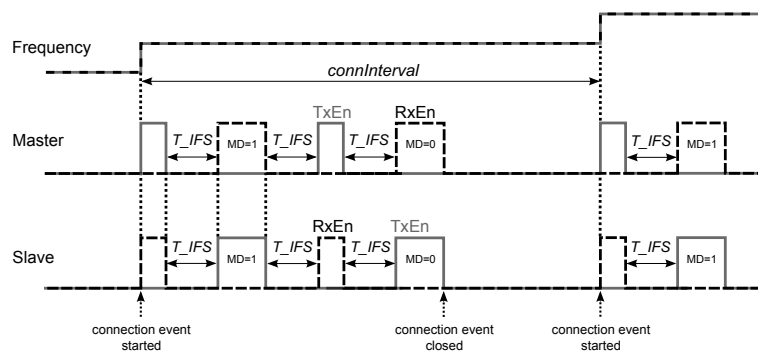 Frequency
connInterval
TxEn RxEn
Master T_IFS MD=1 T_IFS T_IFS MD=0 T_IFS MD=1
RxEn TxEn
Slave T_IFS MD=1 T_IFS T_IFS MD=0 T_IFS MD=1
connection event connection event connection event
started closed started